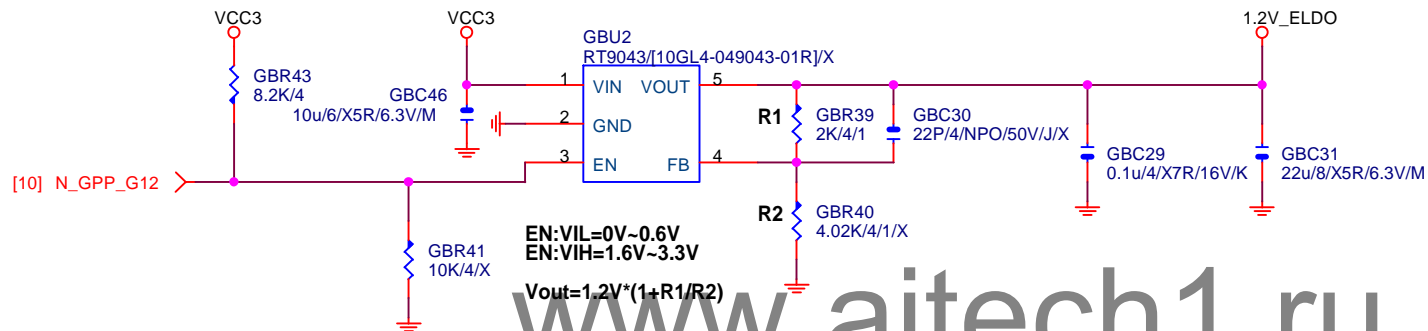 VCC3
VCC3
1.2V_ELDO
GBU2
RT9043/[10GL4-049043-01R]/X
GBR43
8.2K/4
GBC46
10u/6/X5R/6.3V/M
1
VIN
VOUT
5
2
GND
3
EN
FB
4
R1
GBR39
2K/4/1
GBC30
22P/4/NPO/50V/J/X
GBC29
0.1u/4/X7R/16V/K
GBC31
22u/8/X5R/6.3V/M
[10] N_GPP_G12
R2
GBR40
4.02K/4/1/X
GBR41
10K/4/X
EN:VIL=0V~0.6V
EN:VIH=1.6V~3.3V
Vout=1.2V*(1+R1/R2)
www.aitech1.ru